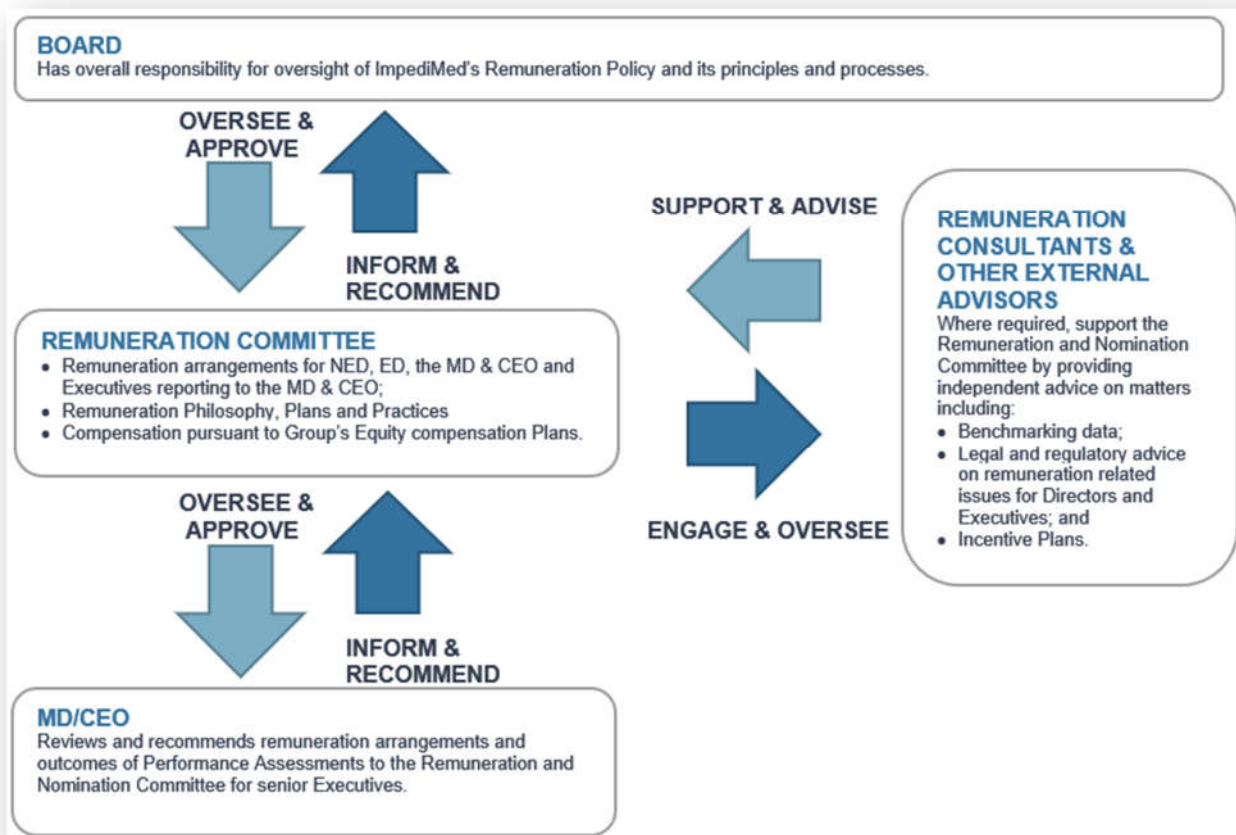 BOARD
Has overall responsibility for oversight of ImpediMed's Remuneration Policy and its principles and processes.
OVERSEE &
APPROVE
INFORM &
RECOMMEND
REMUNERATION COMMITTEE
• Remuneration arrangements for NED, ED, the MD & CEO and
Executives reporting to the MD & CEO;
• Remuneration Philosophy, Plans and Practices
• Compensation pursuant to Group's Equity compensation Plans.
OVERSEE &
APPROVE
INFORM &
RECOMMEND
MD/CEO
Reviews and recommends remuneration arrangements and
outcomes of Performance Assessments to the Remuneration and
Nomination Committee for senior Executives.
SUPPORT & ADVISE
ENGAGE & OVERSEE
REMUNERATION
CONSULTANTS &
OTHER EXTERNAL
ADVISORS
Where required, support the
Remuneration and Nomination
Committee by providing
independent advice on matters
including:
• Benchmarking data;
• Legal and regulatory advice
on remuneration related
issues for Directors and
Executives; and
• Incentive Plans.